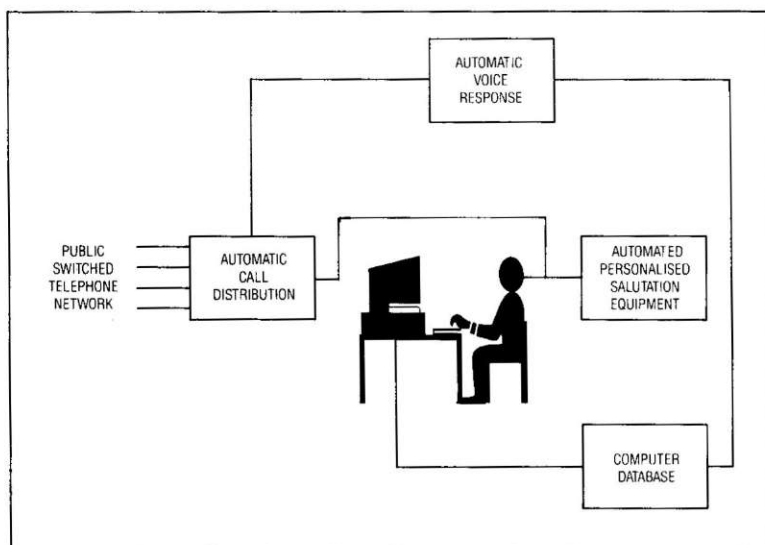 AUTOMATIC
VOICE
RESPONSE
PUBLIC
SWITCHED
TELEPHONE
NETWORK
AUTOMATIC
CALL
DISTRIBUTION
AUTOMATED
PERSONALISED
SALUTATION
EQUIPMENT
COMPUTER
DATABASE